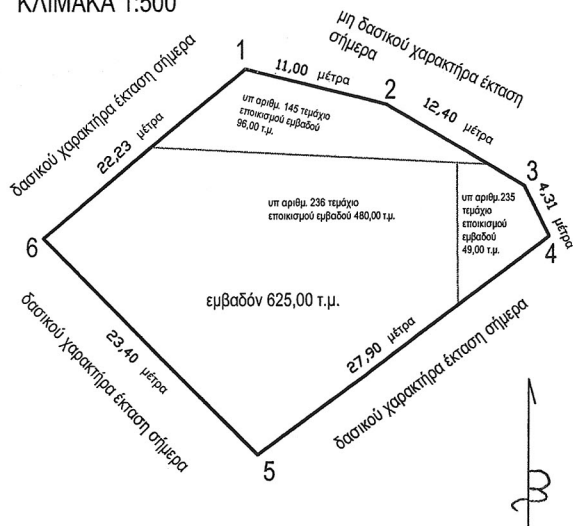 ΚΛΙΜΑΚΑ 1:500
μη δασικού χαρακτήρα έκταση
σήμερα
δασικού χαρακτήρα έκταση σήμερα
1
11,00 μέτρα
2
12,40 μέτρα
3
4,31 μέτρα
4
22,23 μέτρα
υπ αριθμ. 145 τεμάχιο
εποικισμού εμβαδού
96,00 τ.μ.
υπ αριθμ. 236 τεμάχιο
εποικισμού εμβαδού 480,00 τ.μ.
υπ αριθμ.235
τεμάχιο
εποικισμού
εμβαδού
49,00 τ.μ.
6
εμβαδόν 625,00 τ.μ.
23,40 μέτρα
27,90 μέτρα
δασικού χαρακτήρα έκταση σήμερα
δασικού χαρακτήρα έκταση σήμερα
5
Β